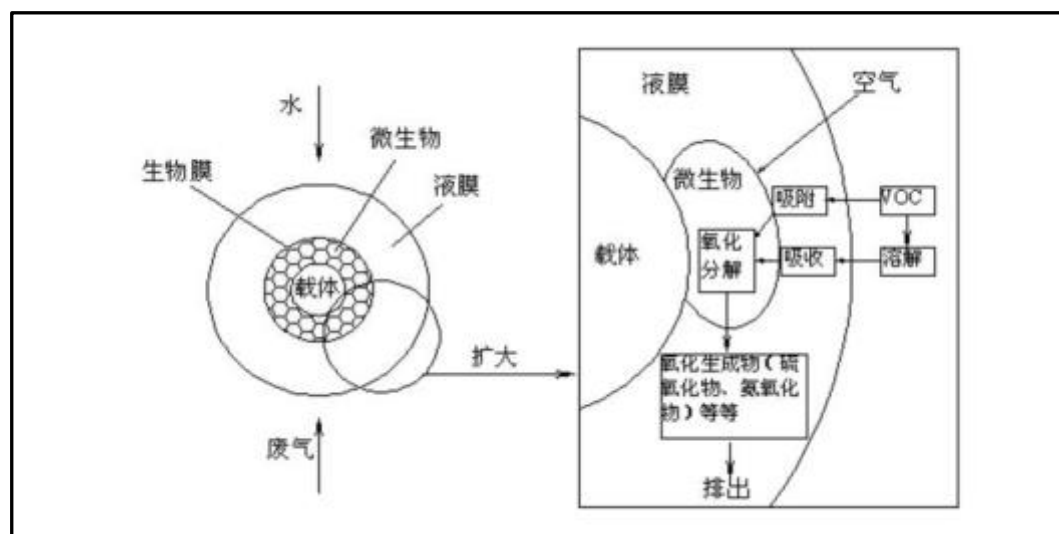 水
微生物
生物膜
液膜
载体
扩大
废气
液膜
空气
微生物
吸附
VOC
载体
氧化
分解
吸收
溶解
氧化生成物(硫
氧化物、氨氧化
物)等等
排出